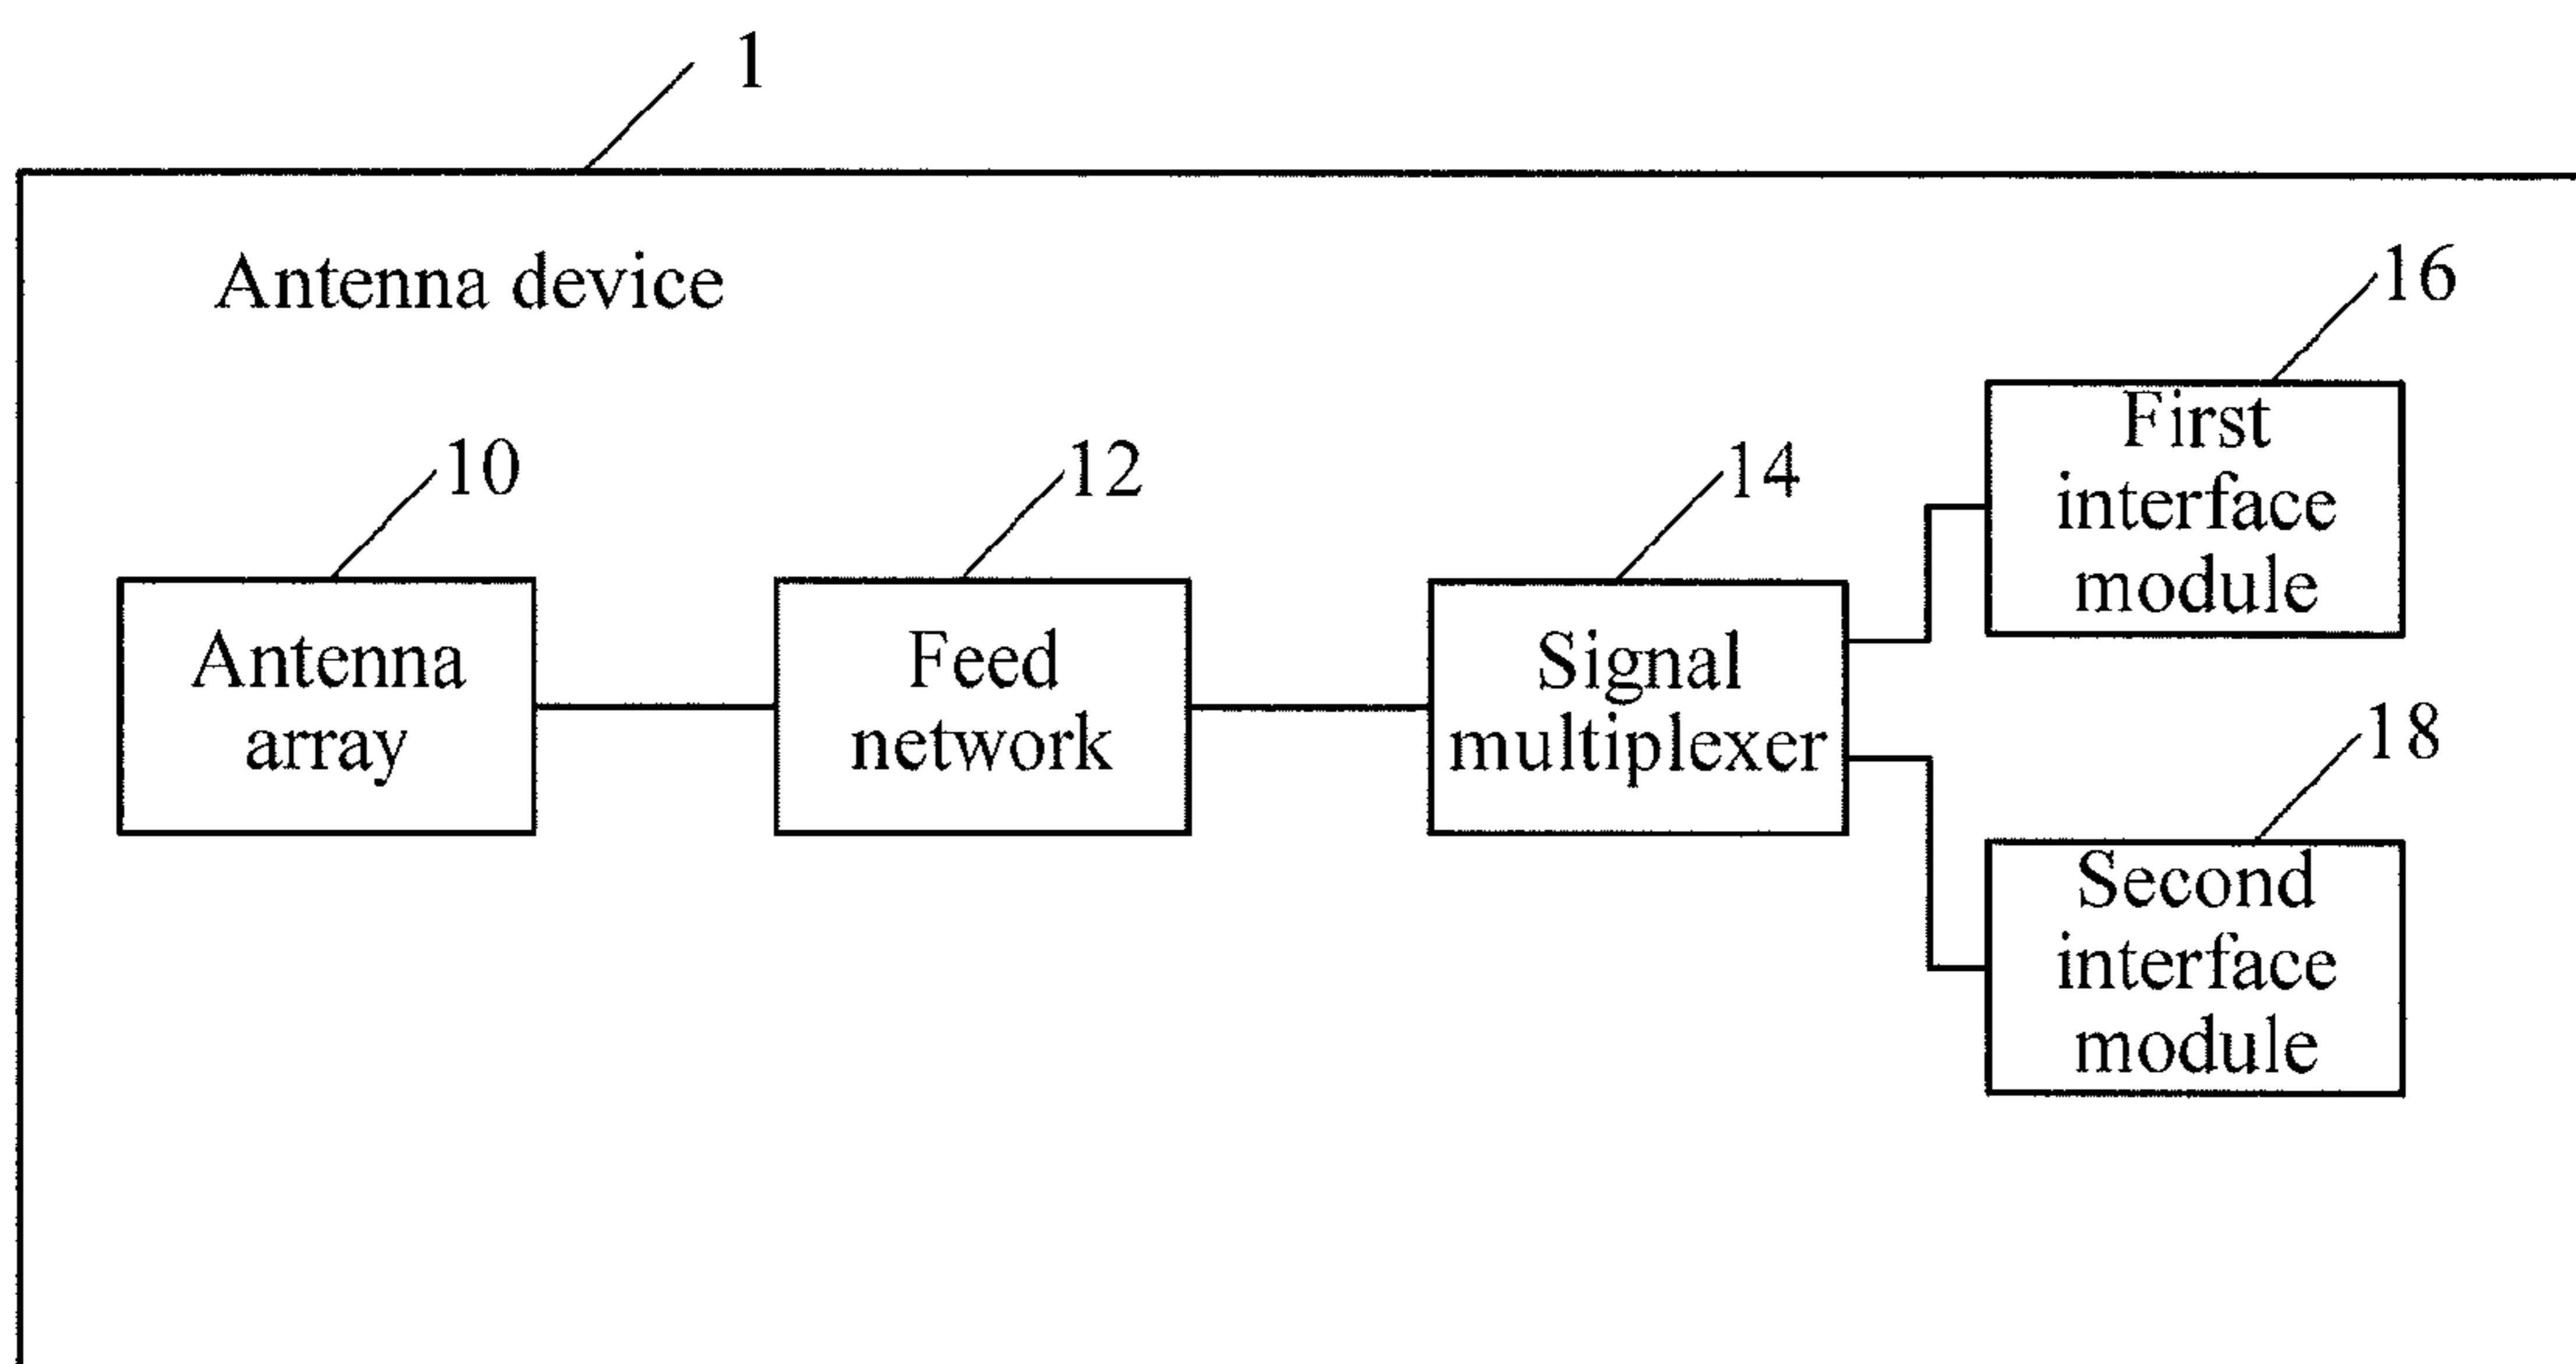 1
Antenna device
16
First
interface
module
10
12
14
Antenna
array
Feed
network
Signal
multiplexer
18
Second
interface
module